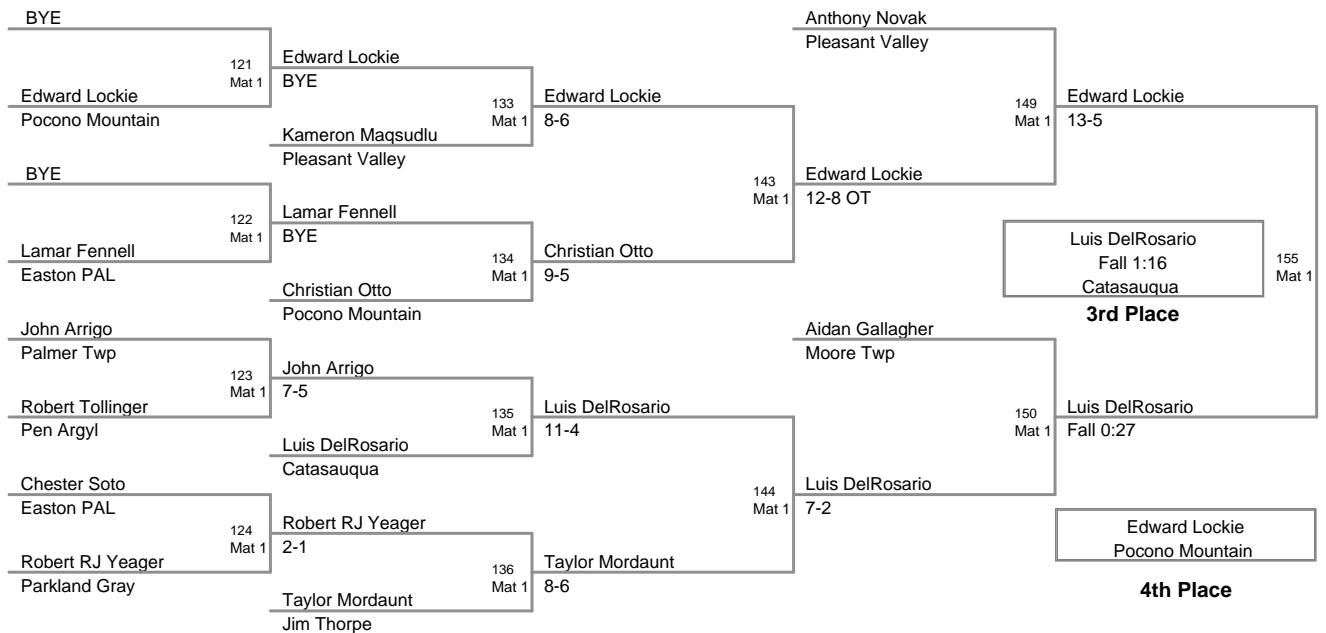 BYE
121
Mat 1
Edward Lockie
Pocono Mountain
BYE
122
Mat 1
Lamar Fennell
Easton PAL
John Arrigo
Palmer Twp
123
Mat 1
Robert Tollinger
Pen Argyl
Chester Soto
Easton PAL
124
Mat 1
Robert RJ Yeager
Parkland Gray
Edward Lockie
BYE
133
Mat 1
Kameron Maqsudlu
Pleasant Valley
Lamar Fennell
BYE
134
Mat 1
Christian Otto
Pocono Mountain
John Arrigo
7-5
135
Mat 1
Luis DelRosario
Catasauqua
Robert RJ Yeager
2-1
136
Mat 1
Taylor Mordaunt
Jim Thorpe
Edward Lockie
8-6
143
Mat 1
Christian Otto
9-5
Luis DelRosario
11-4
144
Mat 1
Taylor Mordaunt
8-6
Anthony Novak
Pleasant Valley
149
Mat 1
Edward Lockie
12-8 OT
Aidan Gallagher
Moore Twp
150
Mat 1
Luis DelRosario
7-2
Edward Lockie
13-5
155
Mat 1
Luis DelRosario
Fall 0:27
Luis DelRosario
Fall 1:16
Catasauqua
3rd Place
Edward Lockie
Pocono Mountain
4th Place